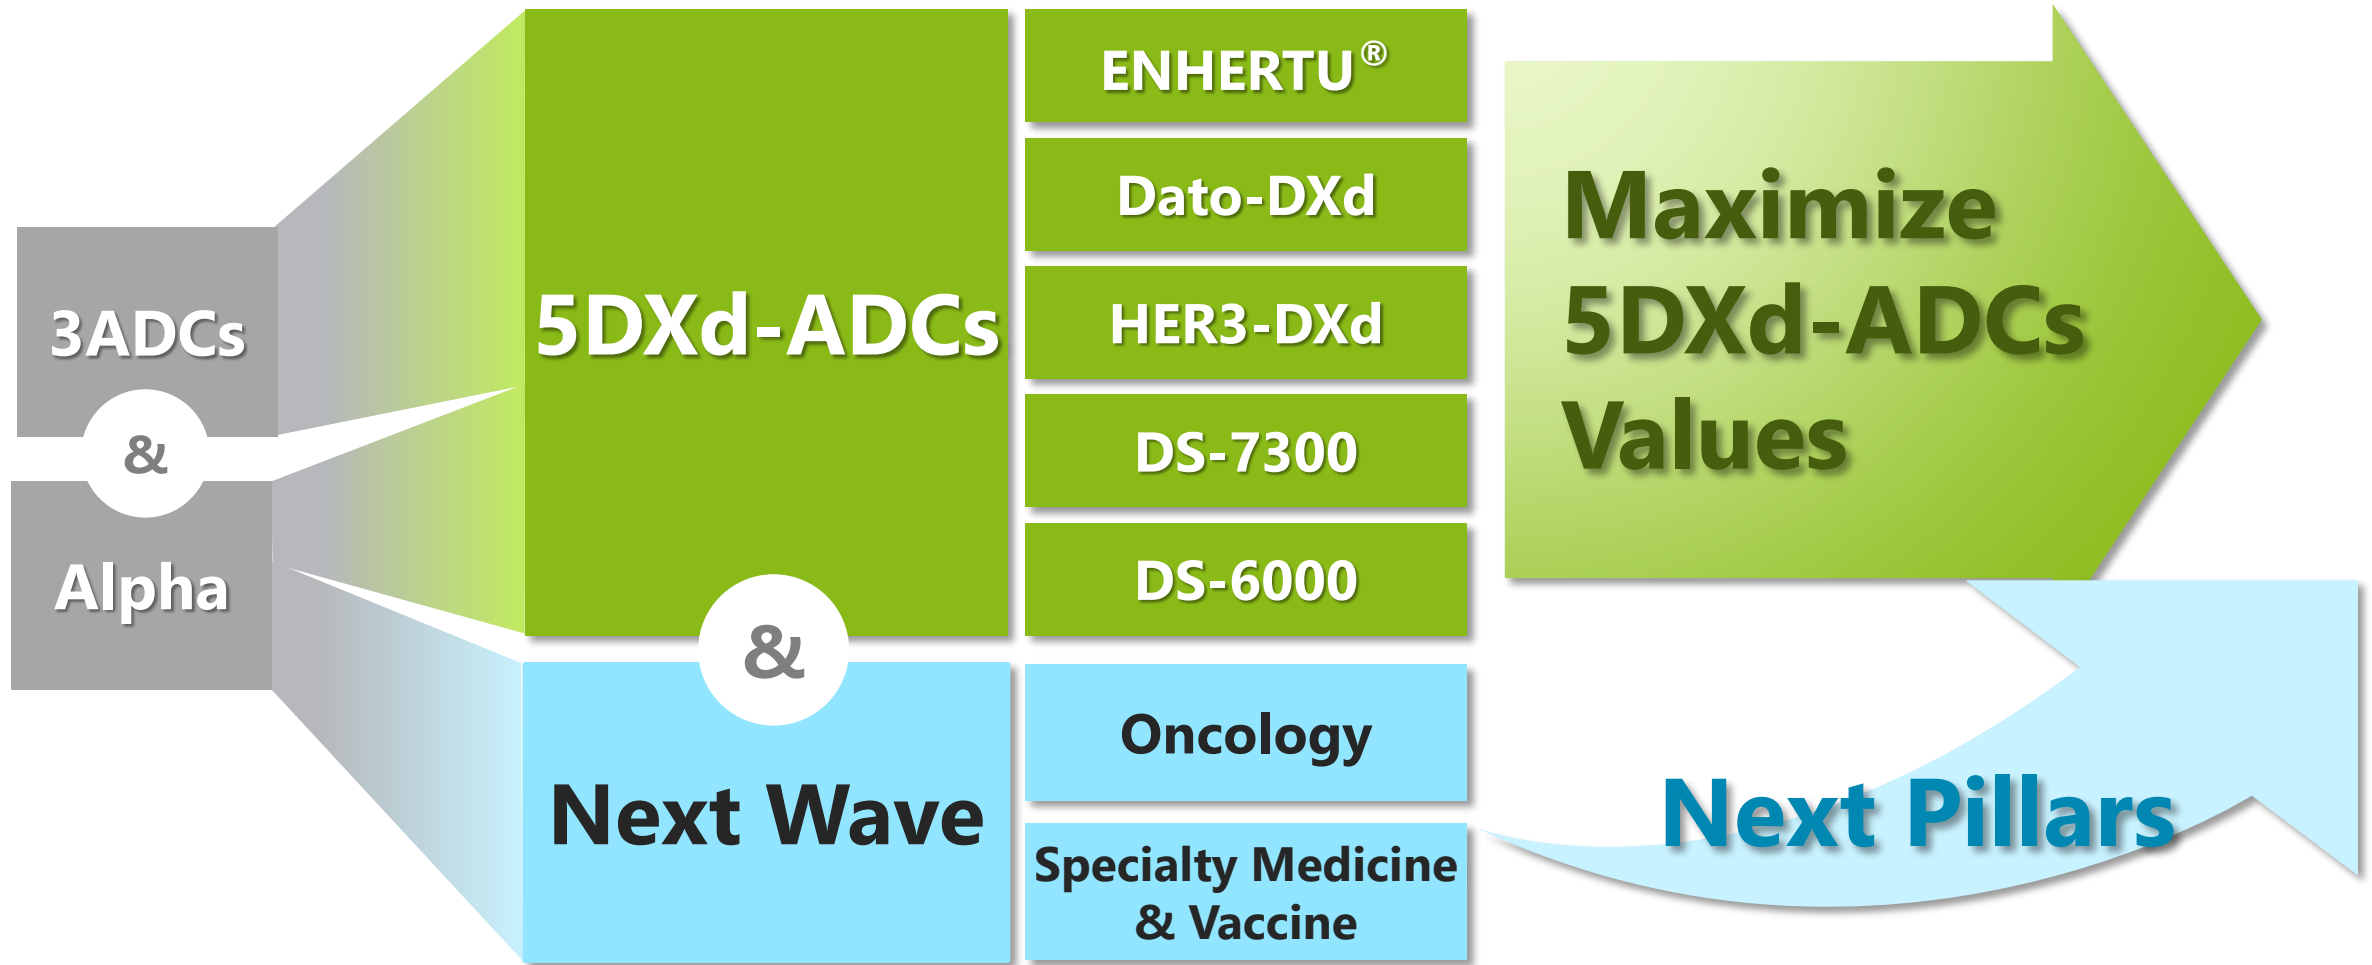 3ADCs
&
Alpha
5DXd-ADCs
&
Next Wave
ENHERTU®
Dato-DXd
HER3-DXd
DS-7300
DS-6000
Oncology
Specialty Medicine
& Vaccine
Maximize
5DXd-ADCs
Values
Next Pillars